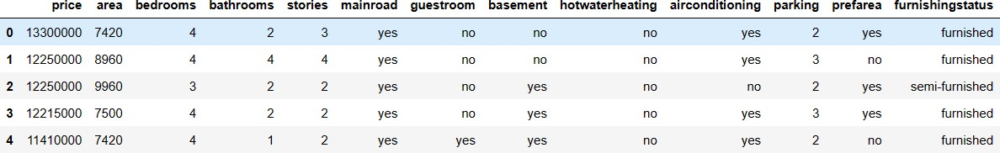 price area bedrooms bathrooms stories mainroad guestroom basement hotwaterheating airconditioning parking prefarea furnishingstatus
0 13300000 7420 4 2 3 yes no no no yes 2 yes furnished
1 12250000 8960 4 4 4 yes no no no yes 3 no furnished
2 12250000 9960 3 2 2 yes no yes no no 2 yes semi-furnished
3 12215000 7500 4 2 2 yes no yes no yes 3 yes furnished
4 11410000 7420 4 1 2 yes yes yes no yes 2 no furnished